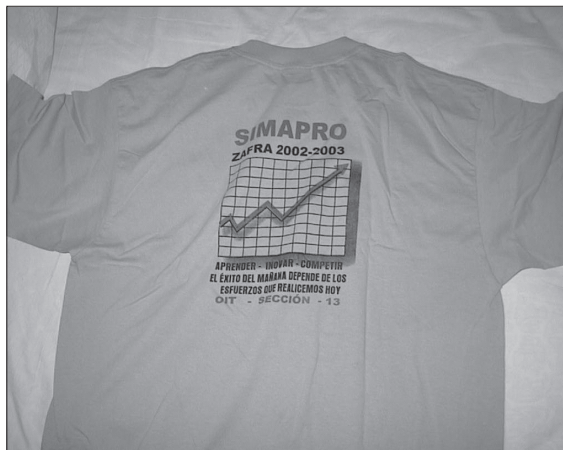 SIMAPRO
ZAFRA 2002-2003
APRENDER - INOVAR - COMPETIR
EL ÉXITO DEL MAÑANA DEPENDE DE LOS
ESFUERZOS QUE REALICEMOS HOY
OIT - SECCIÓN - 13